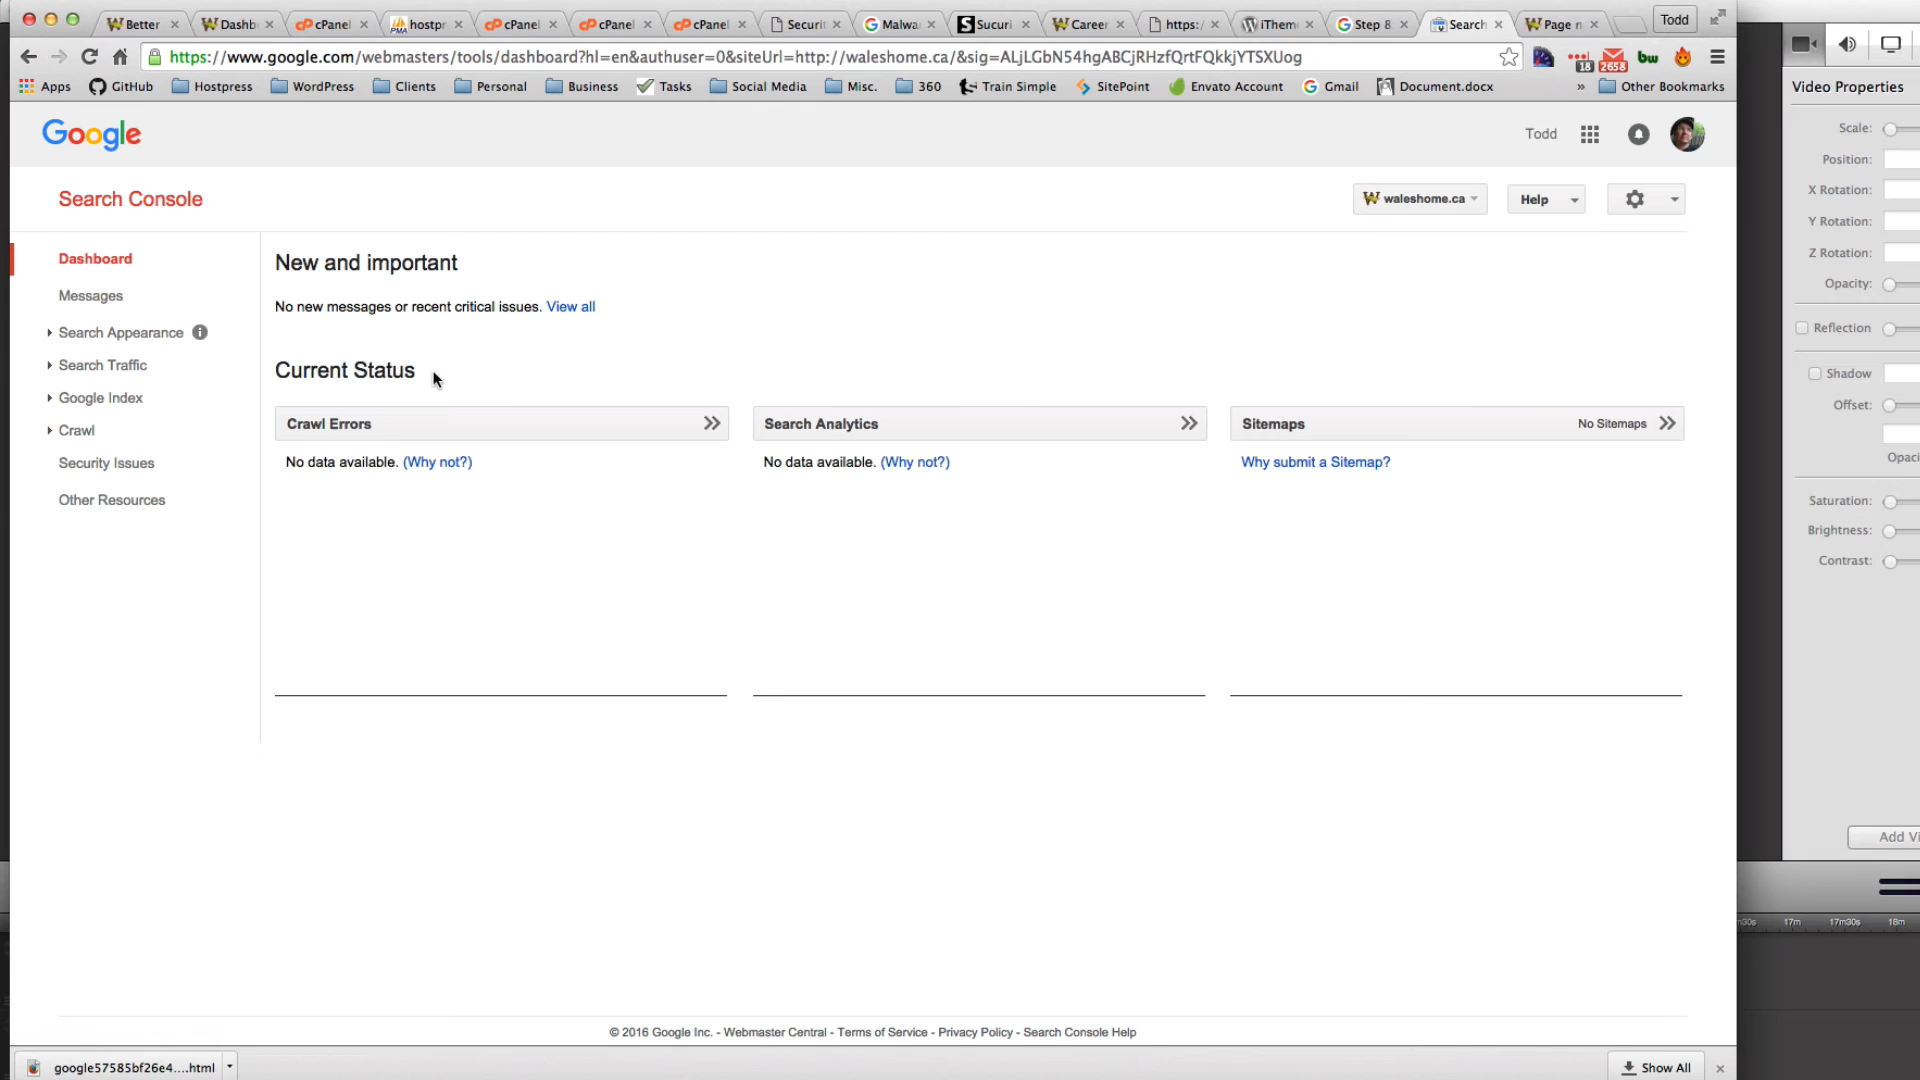 Better
Dashb
cPanel
hostpr
cPanel
cPanel
cPanel
Securit
Malwa
Sucuri
Career
https:/
iThem
Step 8
Search
Page n
Todd
https://www.google.com/webmasters/tools/dashboard?hl=en&authuser=0&siteUrl=http://waleshome.ca/&sig=ALjLGbN54hgABCjRHzfQrtFQkkjYTSXUog
18
2658
bw
Apps
GitHub
Hostpress
WordPress
Clients
Personal
Business
Tasks
Social Media
Misc.
360
Train Simple
SitePoint
Envato Account
Gmail
Document.docx
»
Other Bookmarks
Google
Todd
Search Console
waleshome.ca
Help
Dashboard
Messages
Search Appearance
Search Traffic
Google Index
Crawl
Security Issues
Other Resources
New and important
No new messages or recent critical issues. View all
Current Status
Crawl Errors
No data available. (Why not?)
Search Analytics
No data available. (Why not?)
Sitemaps
No Sitemaps
Why submit a Sitemap?
© 2016 Google Inc. - Webmaster Central - Terms of Service - Privacy Policy - Search Console Help
google57585bf26e4....html
Show All
Video Properties
Scale:
Position:
X Rotation:
Y Rotation:
Z Rotation:
Opacity:
Reflection
Shadow
Offset:
Opaci
Saturation:
Brightness:
Contrast:
Add Vi
17m
17m30s
18m